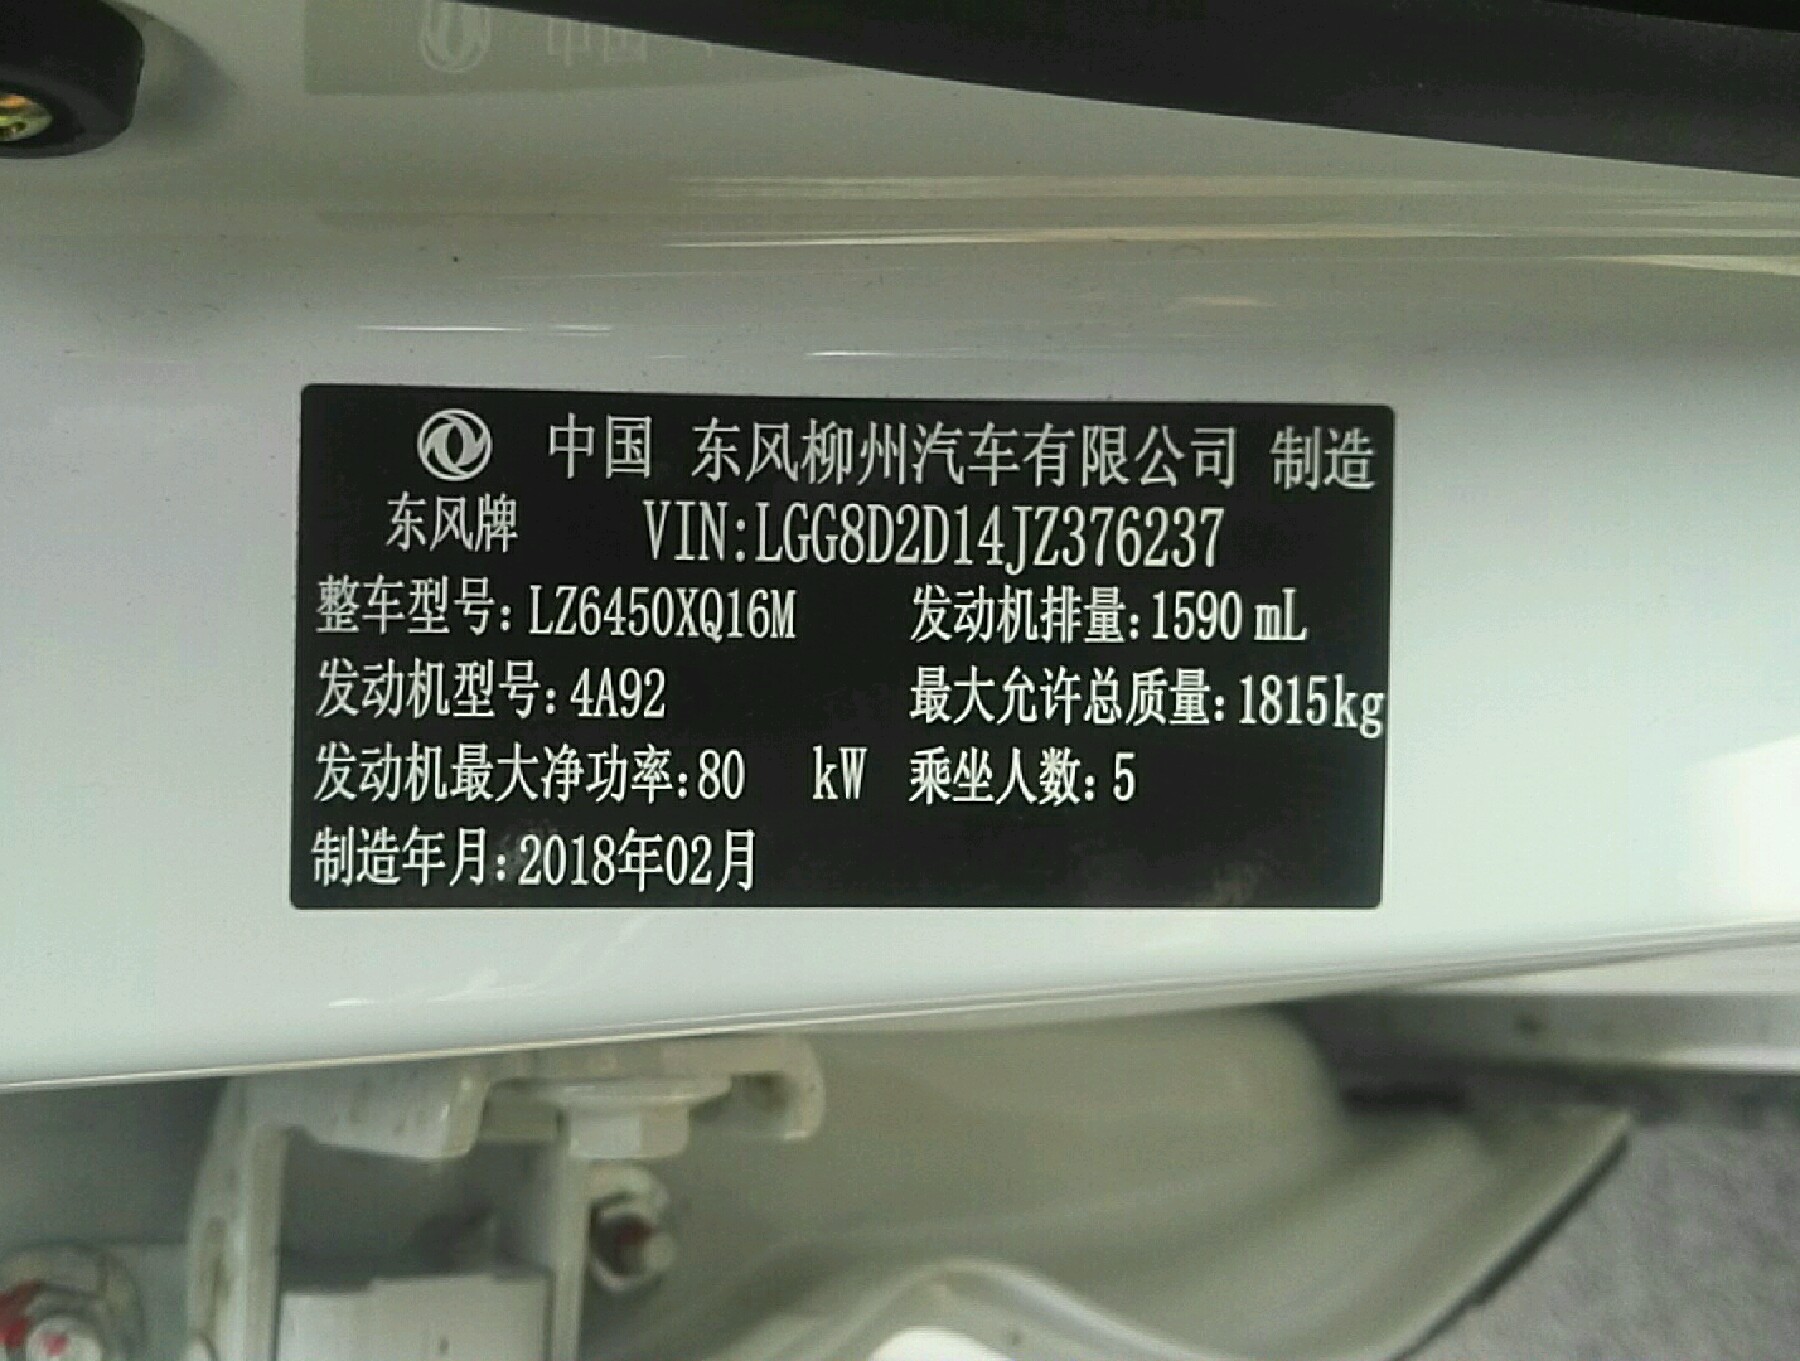 中国 东风柳州汽车有限公司 制造
东风牌 VIN:LGG8D2D14JZ376237
整车型号:LZ6450XQ16M 发动机排量:1590 mL
发动机型号:4A92 最大允许总质量:1815kg
发动机最大净功率:80 kW 乘坐人数:5
制造年月:2018年02月